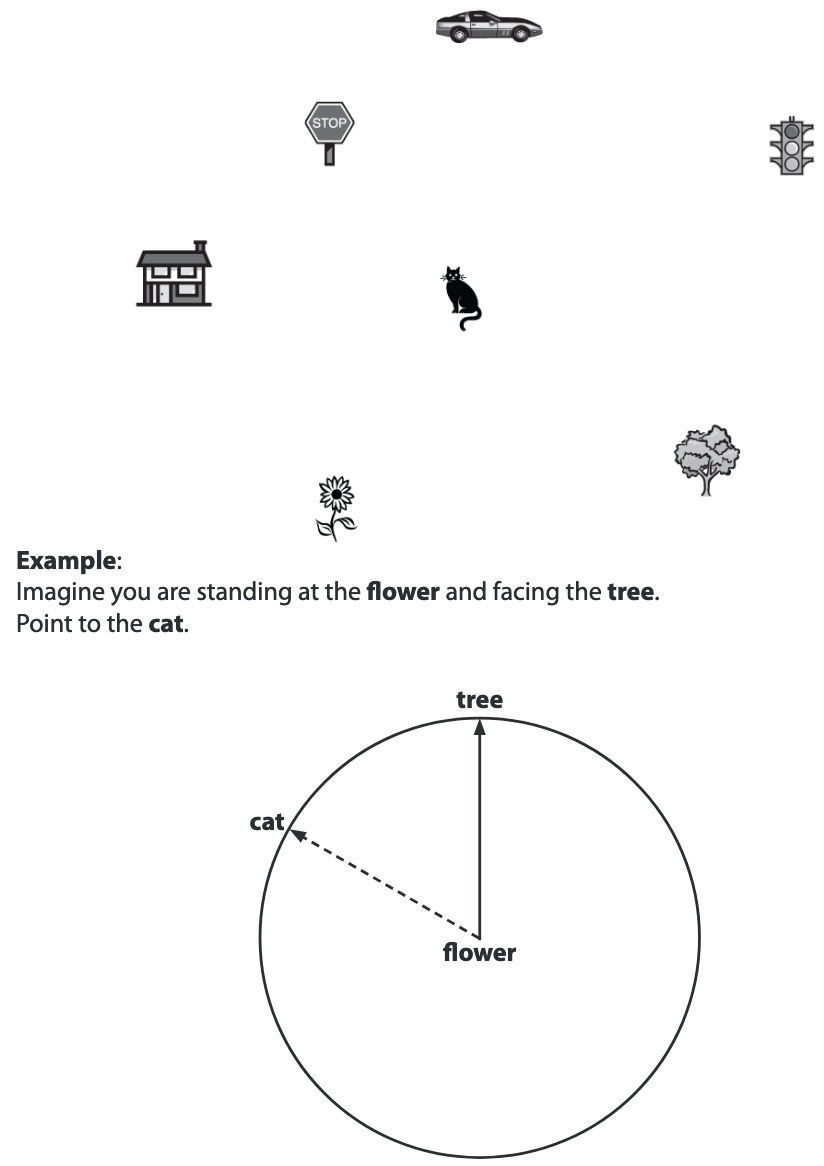 STOP
Example:
Imagine you are standing at the flower and facing the tree.
Point to the cat.
tree
cat
flower